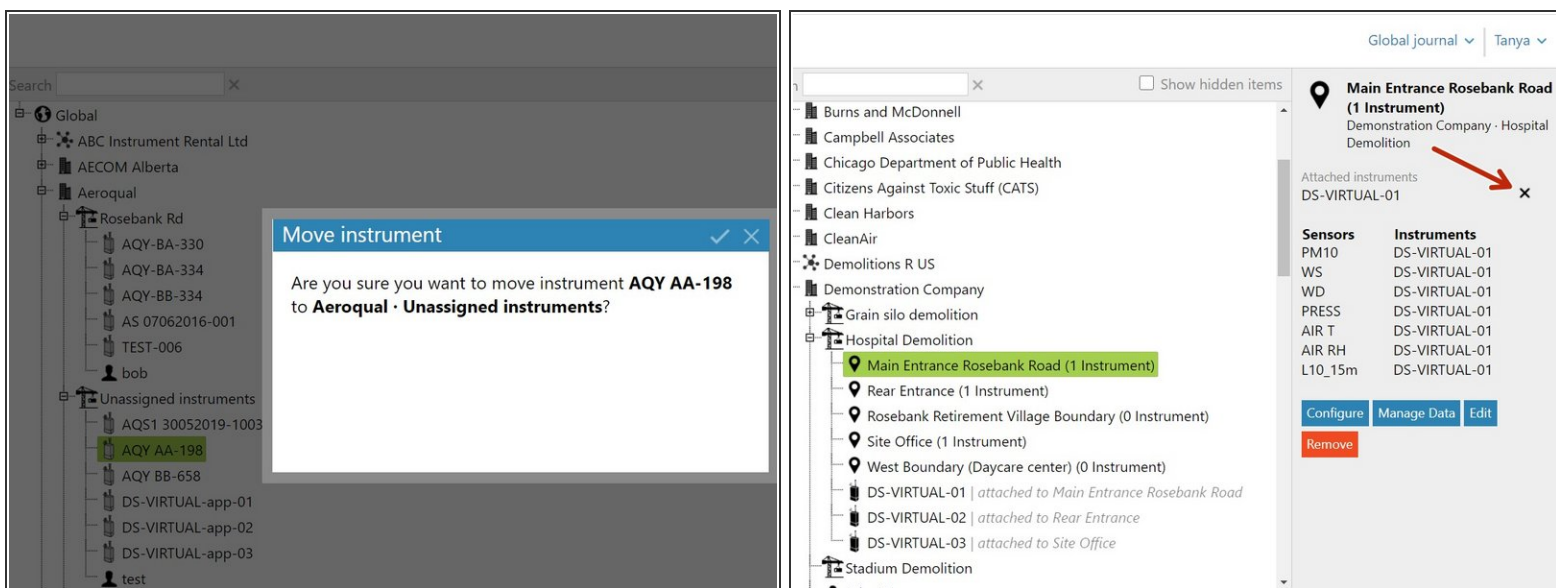 Search
Global
ABC Instrument Rental Ltd
AECOM Alberta
Aeroqual
Rosebank Rd
AQY-BA-330
AQY-BA-334
AQY-BB-334
AS 07062016-001
TEST-006
bob
Unassigned instruments
AQS1 30052019-1003
AQY AA-198
AQY BB-658
DS-VIRTUAL-app-01
DS-VIRTUAL-app-02
DS-VIRTUAL-app-03
test
Move instrument
Are you sure you want to move instrument AQY AA-198
to Aeroqual · Unassigned instruments?
Global journal
Tanya
Show hidden items
Burns and McDonnell
Campbell Associates
Chicago Department of Public Health
Citizens Against Toxic Stuff (CATS)
Clean Harbors
CleanAir
Demolitions R US
Demonstration Company
Grain silo demolition
Hospital Demolition
Main Entrance Rosebank Road (1 Instrument)
Rear Entrance (1 Instrument)
Rosebank Retirement Village Boundary (0 Instrument)
Site Office (1 Instrument)
West Boundary (Daycare center) (0 Instrument)
DS-VIRTUAL-01 | attached to Main Entrance Rosebank Road
DS-VIRTUAL-02 | attached to Rear Entrance
DS-VIRTUAL-03 | attached to Site Office
Stadium Demolition
Main Entrance Rosebank Road
(1 Instrument)
Demonstration Company · Hospital
Demolition
Attached instruments
DS-VIRTUAL-01
Sensors Instruments
PM10 DS-VIRTUAL-01
WS DS-VIRTUAL-01
WD DS-VIRTUAL-01
PRESS DS-VIRTUAL-01
AIR T DS-VIRTUAL-01
AIR RH DS-VIRTUAL-01
L10_15m DS-VIRTUAL-01
Configure Manage Data Edit
Remove